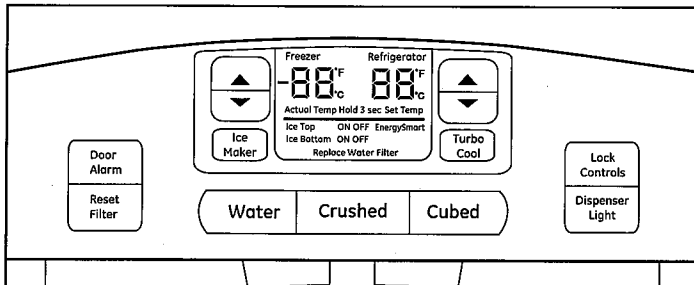 Freezer Refrigerator
-88°F 88°F
°C °C
Actual Temp Hold 3 sec Set Temp
Ice Top ON OFF EnergySmart
Ice Bottom ON OFF
Replace Water Filter
Ice
Maker
Turbo
Cool
Door
Alarm
Reset
Filter
Lock
Controls
Dispenser
Light
Water Crushed Cubed